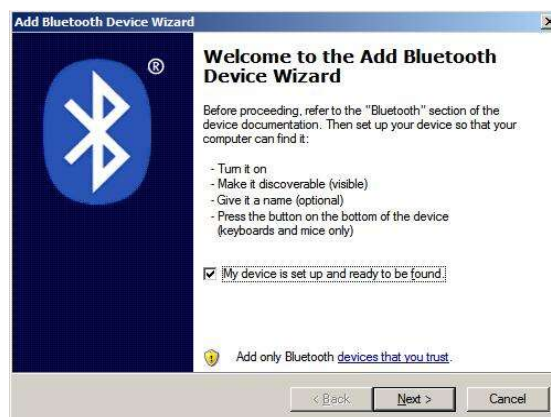 Add Bluetooth Device Wizard
®
Welcome to the Add Bluetooth
Device Wizard
Before proceeding, refer to the "Bluetooth" section of the
device documentation. Then set up your device so that your
computer can find it:
- Turn it on
- Make it discoverable (visible)
- Give it a name (optional)
- Press the button on the bottom of the device
(keyboards and mice only)
My device is set up and ready to be found.
Add only Bluetooth devices that you trust.
< Back
Next >
Cancel